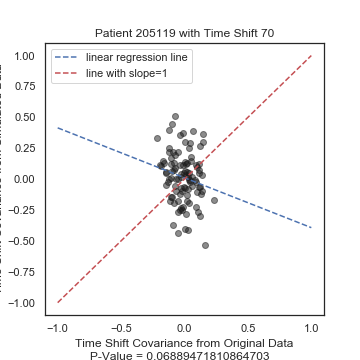 Patient 205119 with Time Shift 70
linear regression line
line with slope=1
1.00
0.75
0.50
0.25
0.00
−0.25
−0.50
−0.75
−1.00
−1.0
−0.5
0.0
0.5
1.0
Time Shift Covariance from Original Data
P-Value = 0.06889471810864703